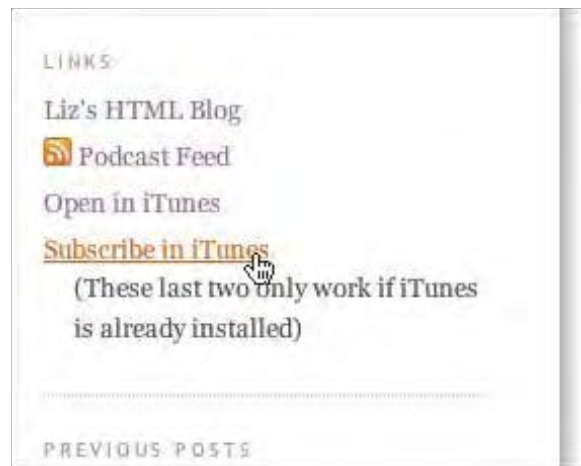 LINKS
Liz's HTML Blog
Podcast Feed
Open in iTunes
Subscribe in iTunes
(These last two only work if iTunes
is already installed)
PREVIOUS POSTS